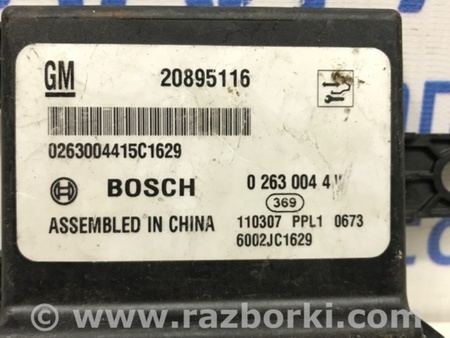 GM 20895116
0263004415C1629
BOSCH 0 263 004 4
369
ASSEMBLED IN CHINA 110307 PPL1 0673
6002JC1629
© www.razborki.com